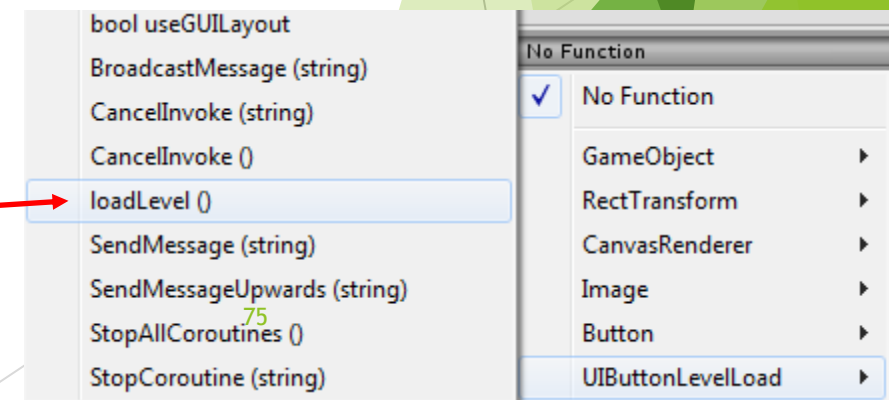 bool useGUILayout
BroadcastMessage (string)
CancelInvoke (string)
CancelInvoke ()
loadLevel ()
SendMessage (string)
SendMessageUpwards (string)
75
StopAllCoroutines ()
StopCoroutine (string)
No Function
No Function
GameObject
RectTransform
CanvasRenderer
Image
Button
UIButtonLevelLoad